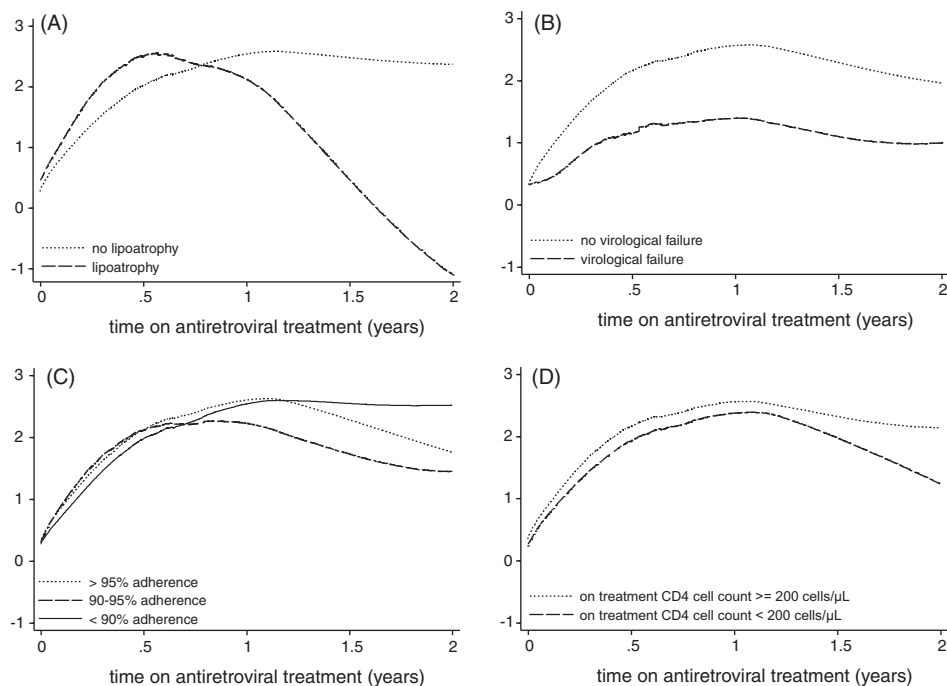 (A)
3
2
1
0
-1
no lipoatrophy
lipoatrophy
0 .5 1 1.5 2
time on antiretroviral treatment (years)
(B)
3
2
1
0
-1
no virological failure
virological failure
0 .5 1 1.5 2
time on antiretroviral treatment (years)
(C)
3
2
1
0
-1
> 95% adherence
90-95% adherence
< 90% adherence
0 .5 1 1.5 2
time on antiretroviral treatment (years)
(D)
3
2
1
0
-1
on treatment CD4 cell count >= 200 cells/µL
on treatment CD4 cell count < 200 cells/µL
0 .5 1 1.5 2
time on antiretroviral treatment (years)